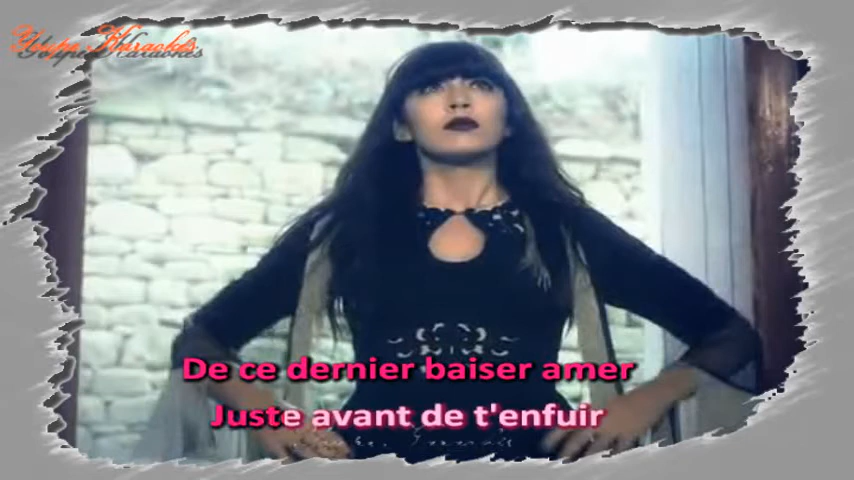 Youpi Karaokés
De ce dernier baiser amer
Juste avant de t'enfuir